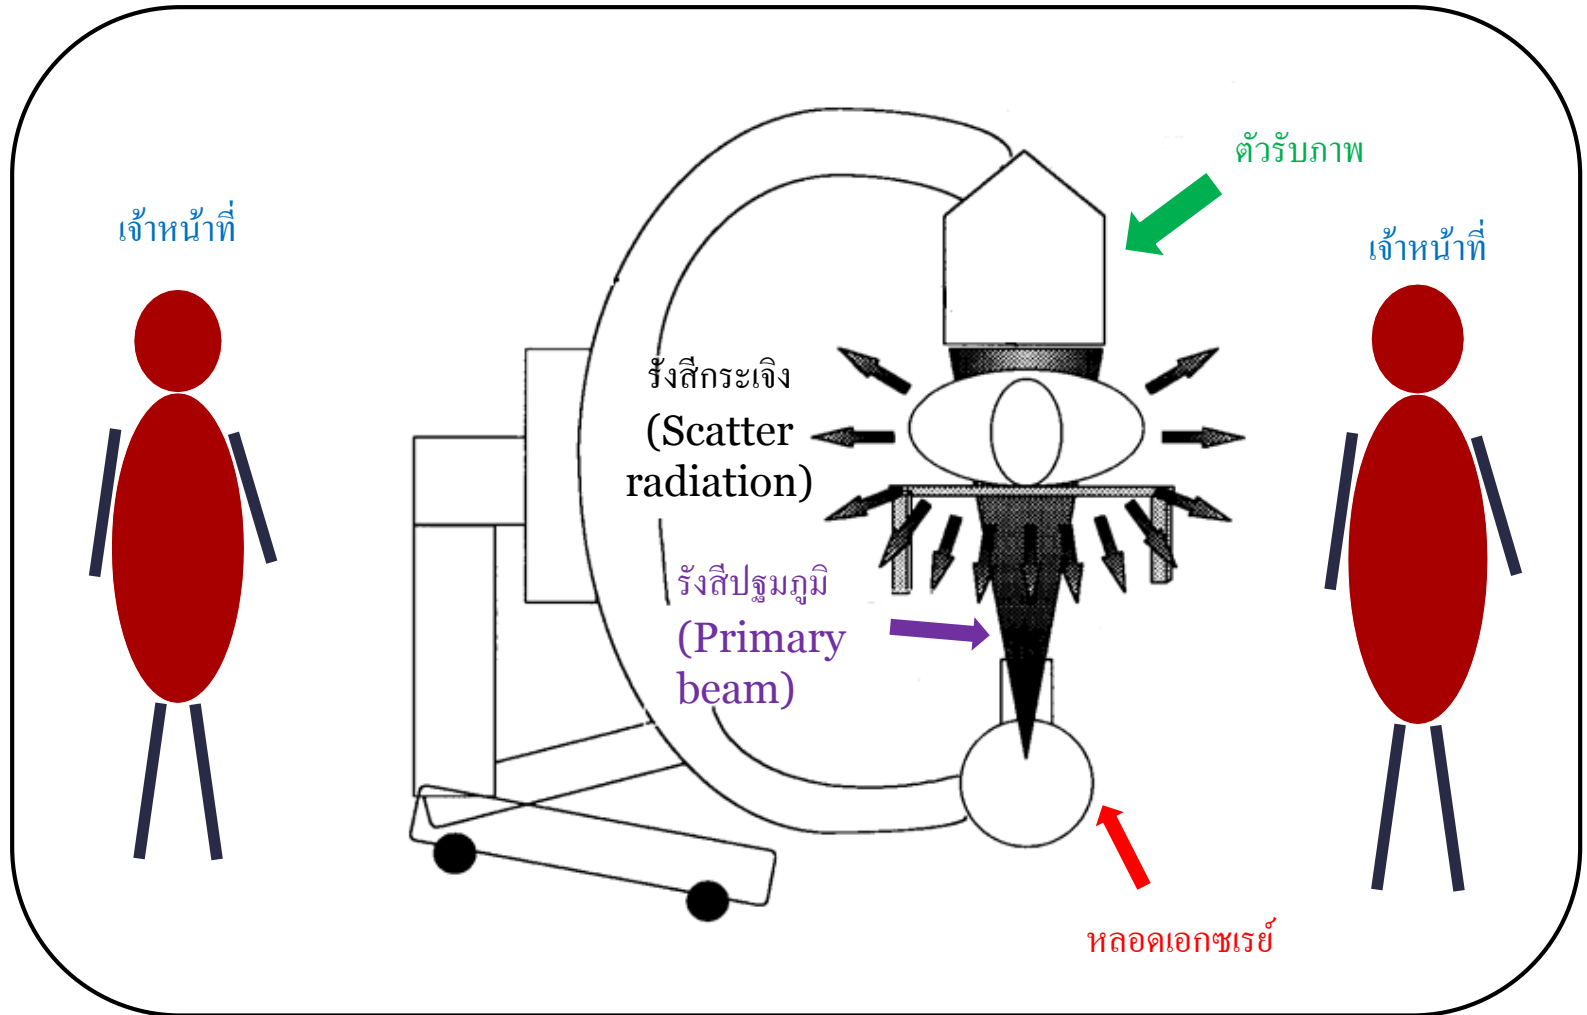 ตัวรับภาพ
เจ้าหน้าที่
เจ้าหน้าที่
รังสีกระเจิง
(Scatter
radiation)
รังสีปฐมภูมิ
(Primary
beam)
หลอดเอกซเรย์